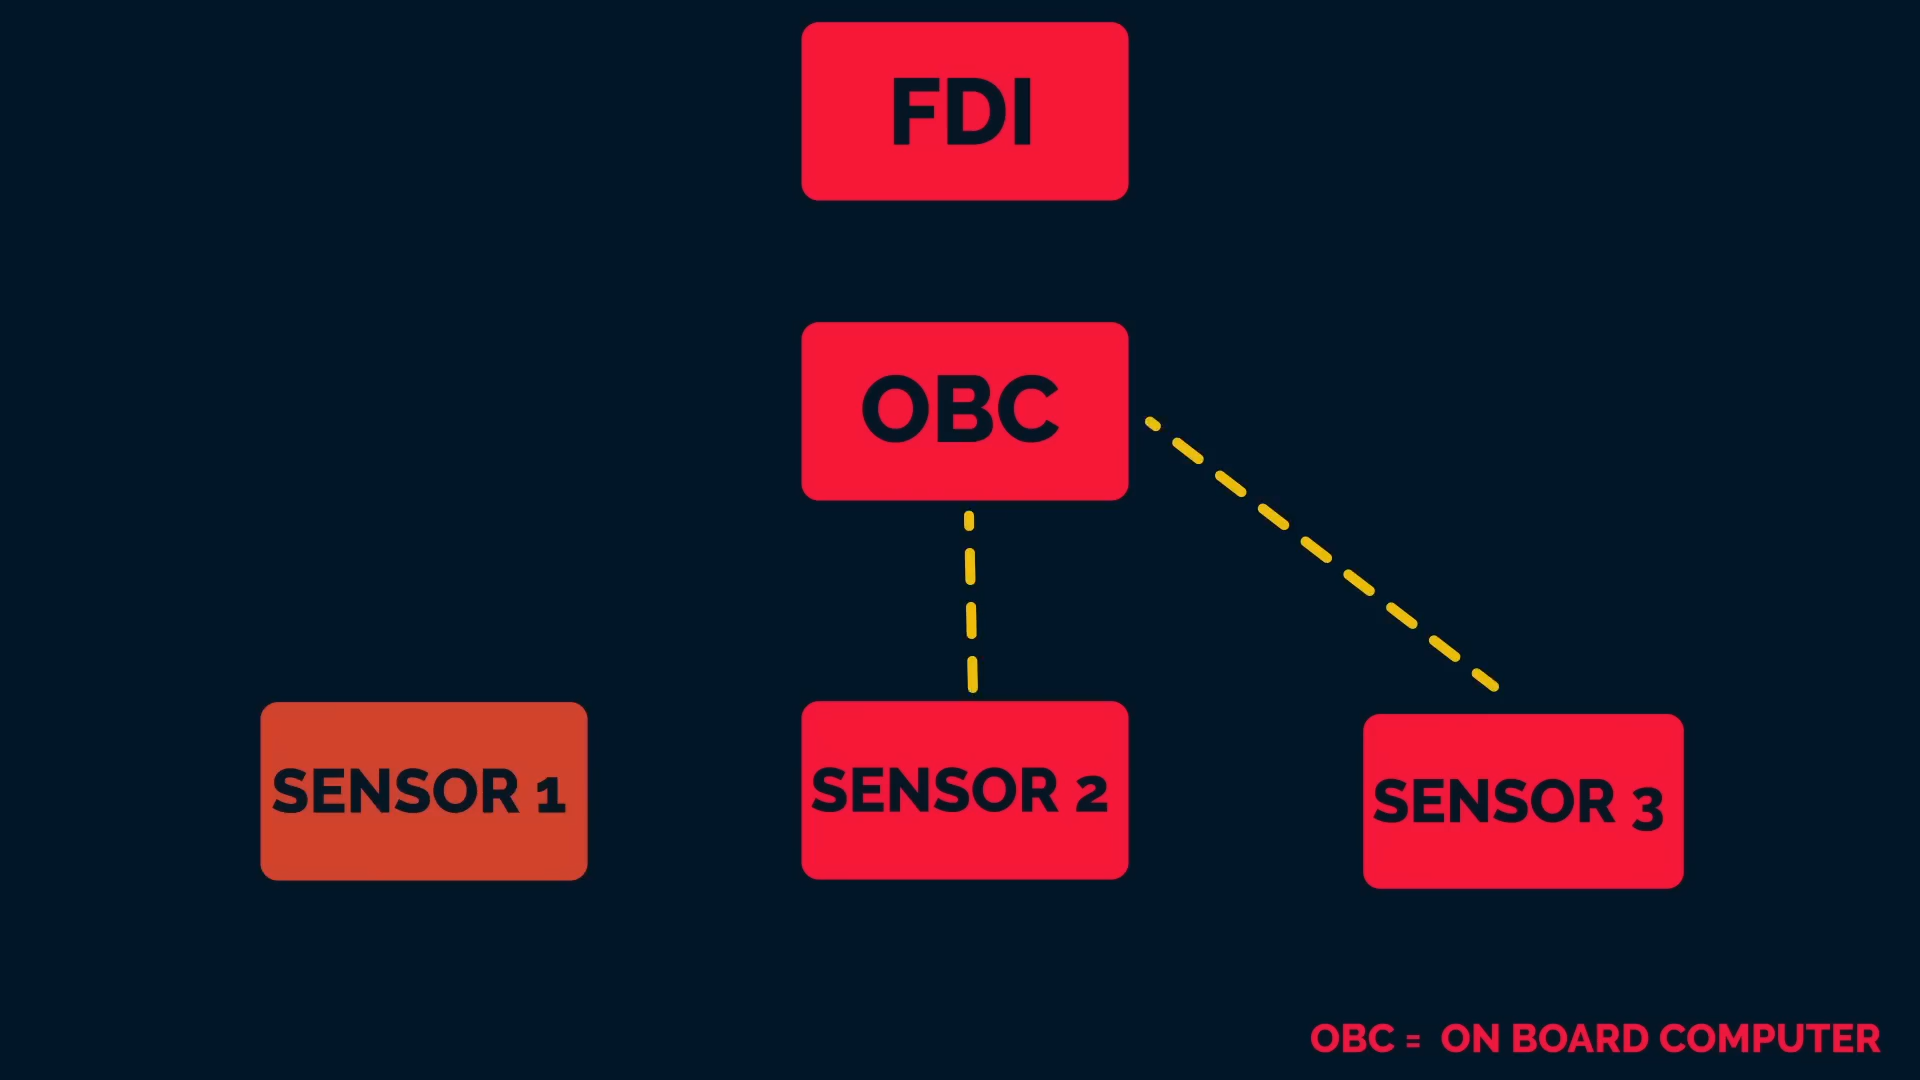 FDI
OBC
SENSOR 1
SENSOR 2
SENSOR 3
OBC = ON BOARD COMPUTER